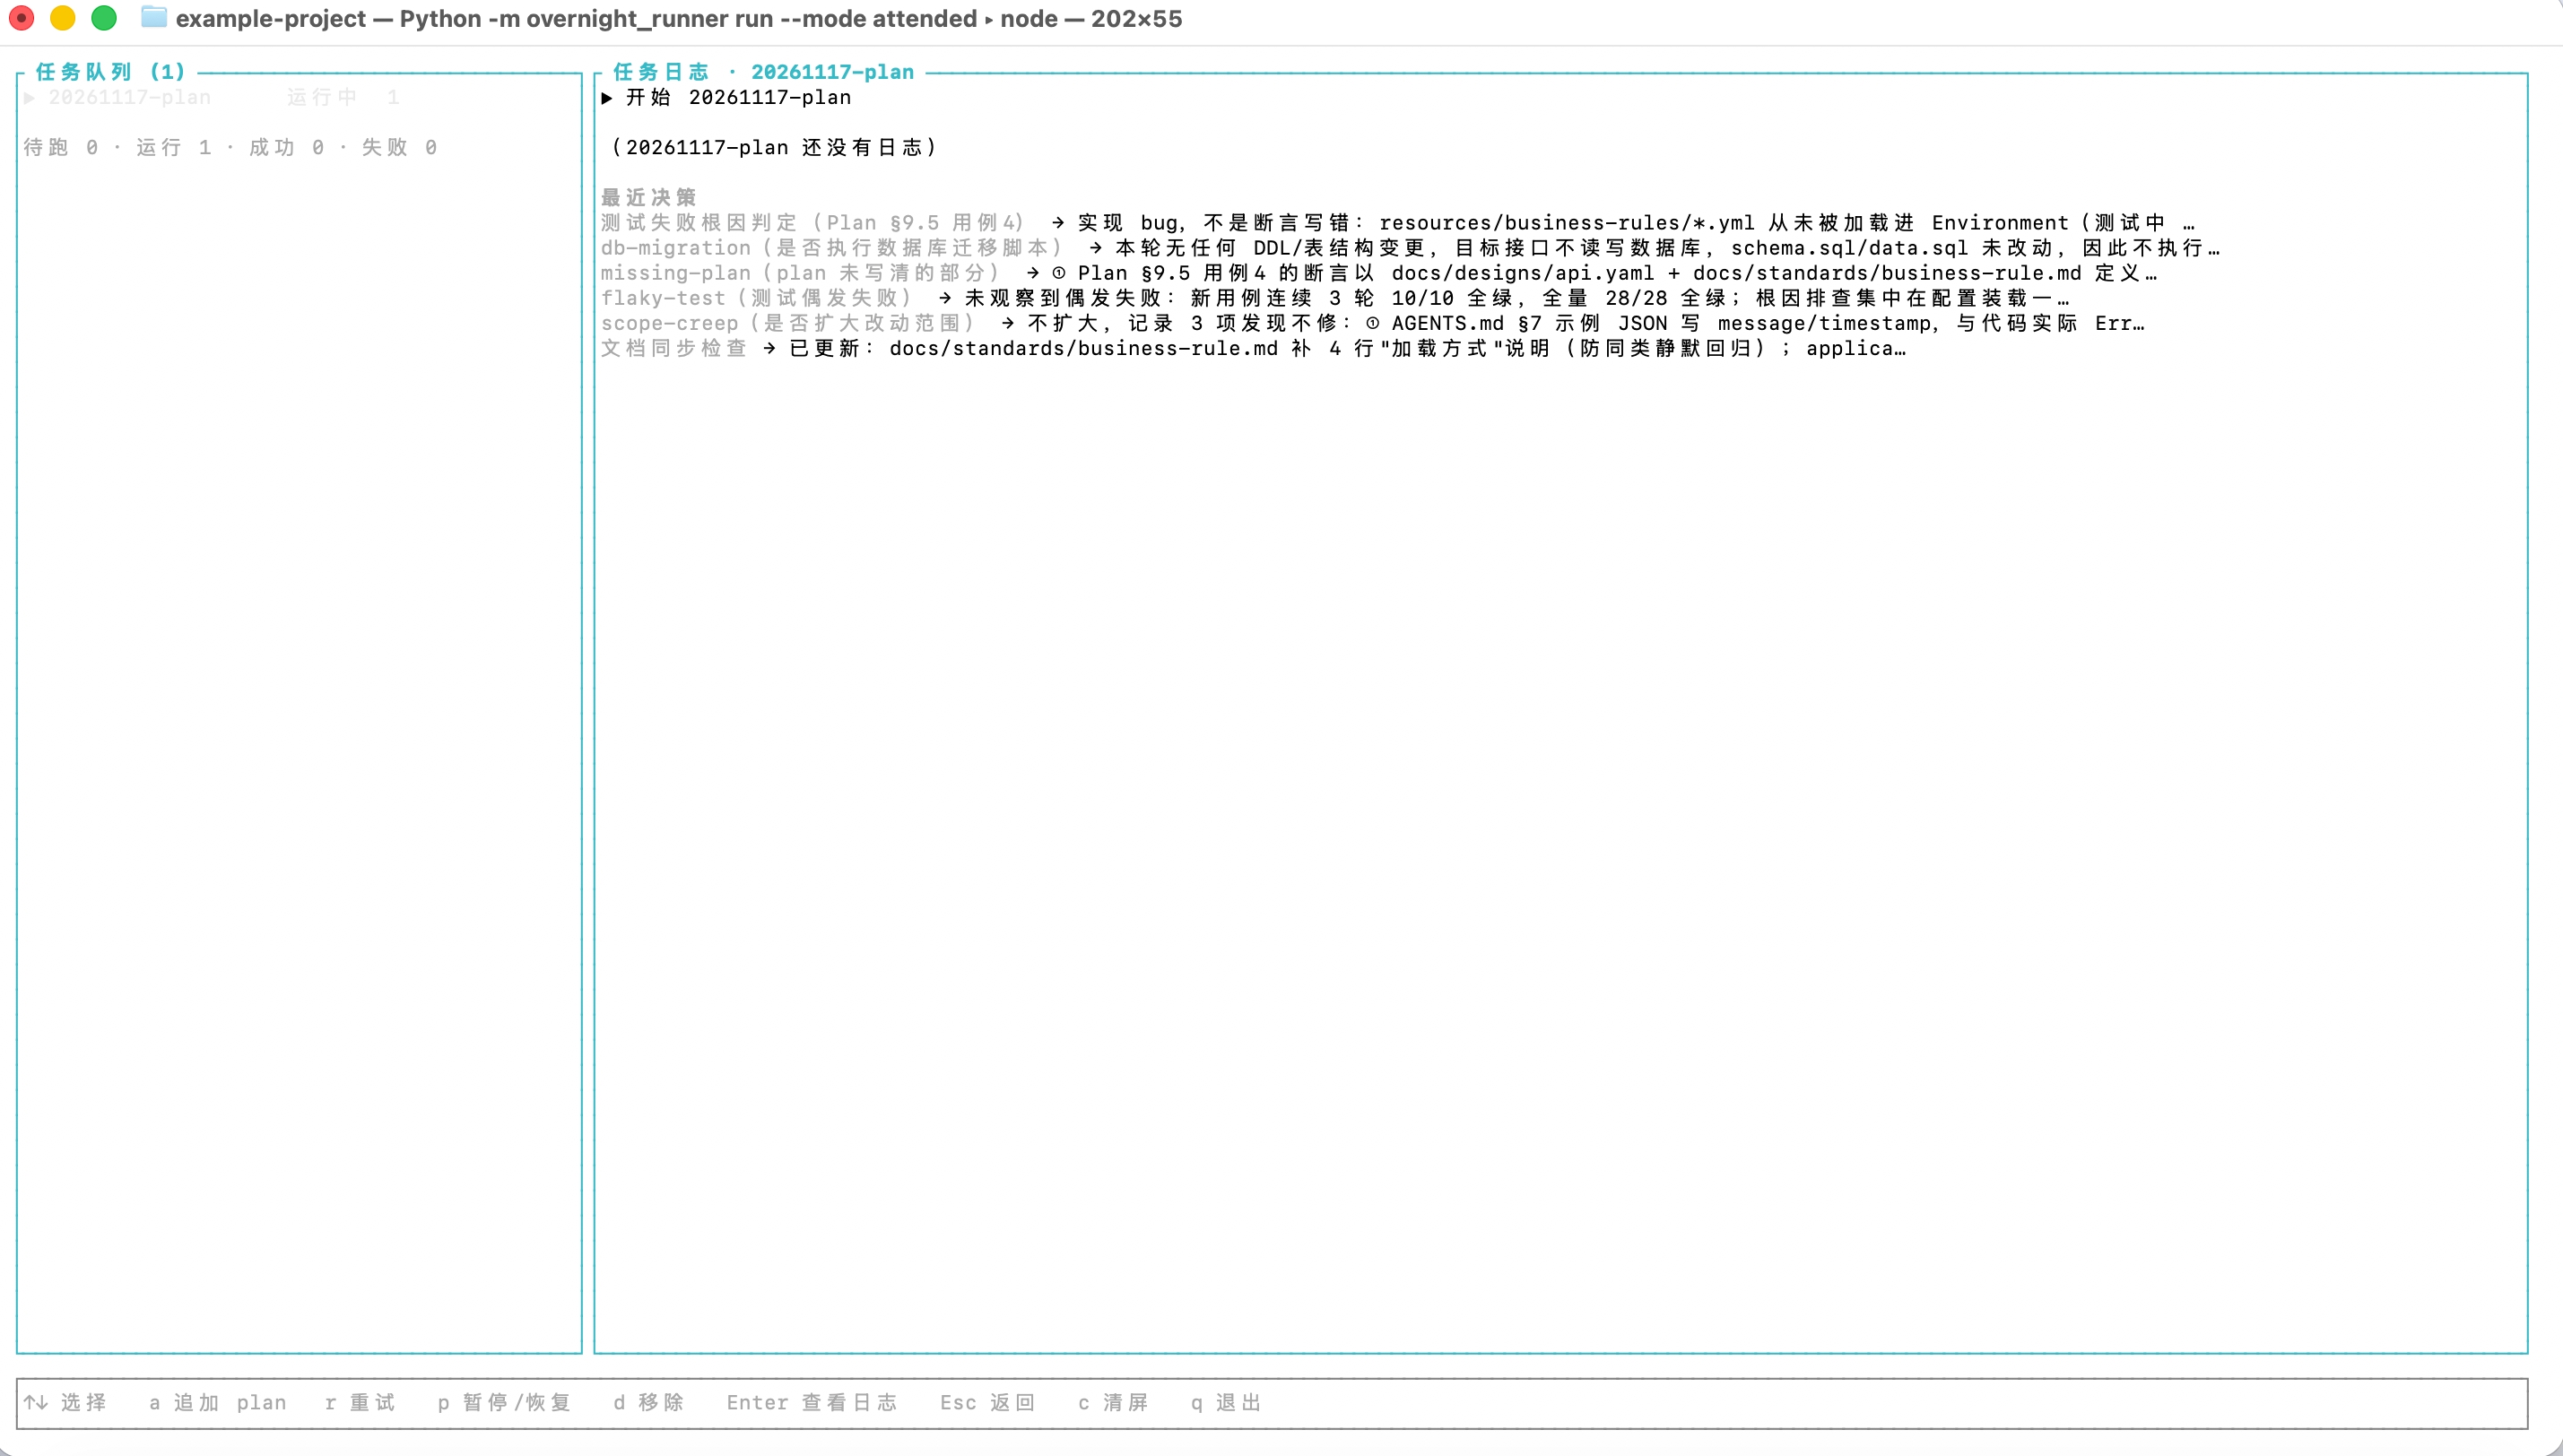 example-project — Python -m overnight_runner run --mode attended ▸ node — 202×55
任务队列 (1)
▶ 20261117-plan 运行中 1
待跑 0 · 运行 1 · 成功 0 · 失败 0
任务日志 · 20261117-plan
▶ 开始 20261117-plan
(20261117-plan 还没有日志)
最近决策
测试失败根因判定 (Plan §9.5 用例4) → 实现 bug, 不是断言写错: resources/business-rules/*.yml 从未被加载进 Environment (测试中 …
db-migration (是否执行数据库迁移脚本) → 本轮无任何 DDL/表结构变更, 目标接口不读写数据库, schema.sql/data.sql 未改动, 因此不执行…
missing-plan (plan 未写清的部分) → ① Plan §9.5 用例4 的断言以 docs/designs/api.yaml + docs/standards/business-rule.md 定义…
flaky-test (测试偶发失败) → 未观察到偶发失败: 新用例连续 3 轮 10/10 全绿, 全量 28/28 全绿; 根因排查集中在配置装载一…
scope-creep (是否扩大改动范围) → 不扩大, 记录 3 项发现不修: ① AGENTS.md §7 示例 JSON 写 message/timestamp, 与代码实际 Err…
文档同步检查 → 已更新: docs/standards/business-rule.md 补 4 行"加载方式"说明 (防同类静默回归) ; applica…
↑↓ 选择 a 追加 plan r 重试 p 暂停/恢复 d 移除 Enter 查看日志 Esc 返回 c 清屏 q 退出